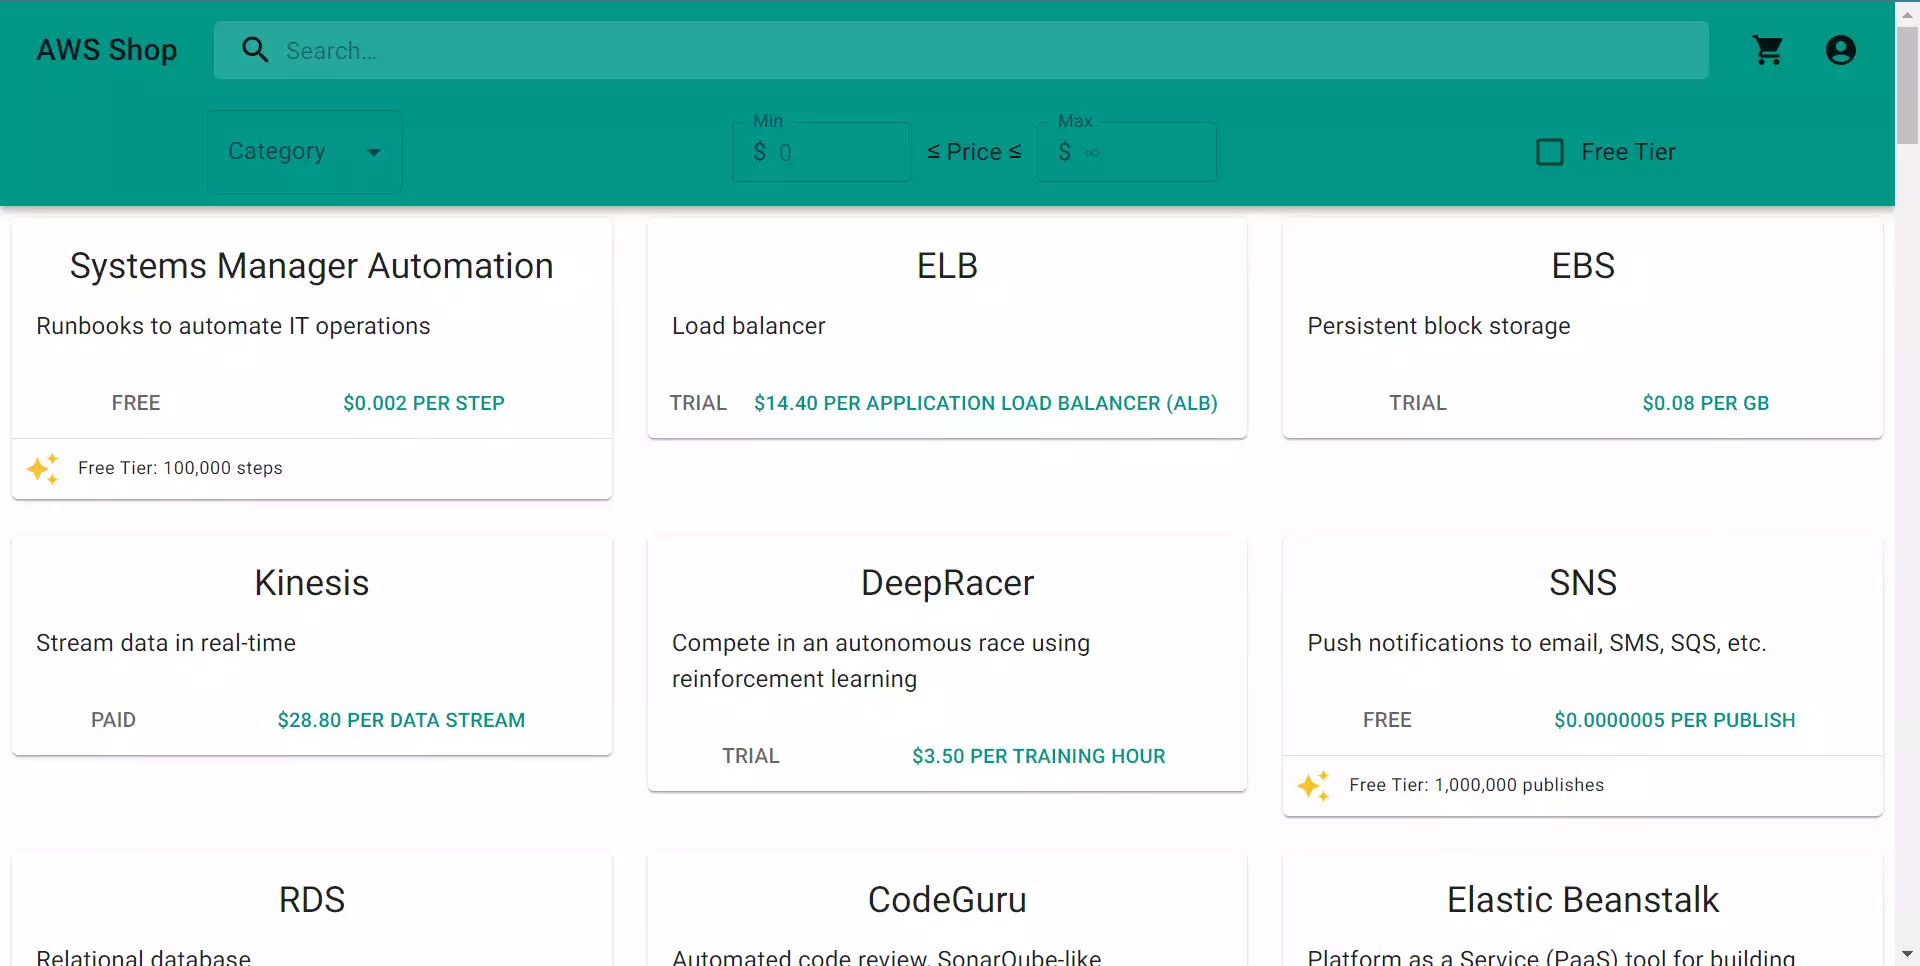 AWS Shop
Search...
Category
Min
$ 0
≤ Price ≤
Max
$ ∞
Free Tier
Systems Manager Automation
Runbooks to automate IT operations
FREE $0.002 PER STEP
Free Tier: 100,000 steps
ELB
Load balancer
TRIAL $14.40 PER APPLICATION LOAD BALANCER (ALB)
EBS
Persistent block storage
TRIAL $0.08 PER GB
Kinesis
Stream data in real-time
PAID $28.80 PER DATA STREAM
DeepRacer
Compete in an autonomous race using
reinforcement learning
TRIAL $3.50 PER TRAINING HOUR
SNS
Push notifications to email, SMS, SQS, etc.
FREE $0.0000005 PER PUBLISH
Free Tier: 1,000,000 publishes
RDS
Relational database
CodeGuru
Automated code review, SonarQube-like
Elastic Beanstalk
Platform as a Service (PaaS) tool for building